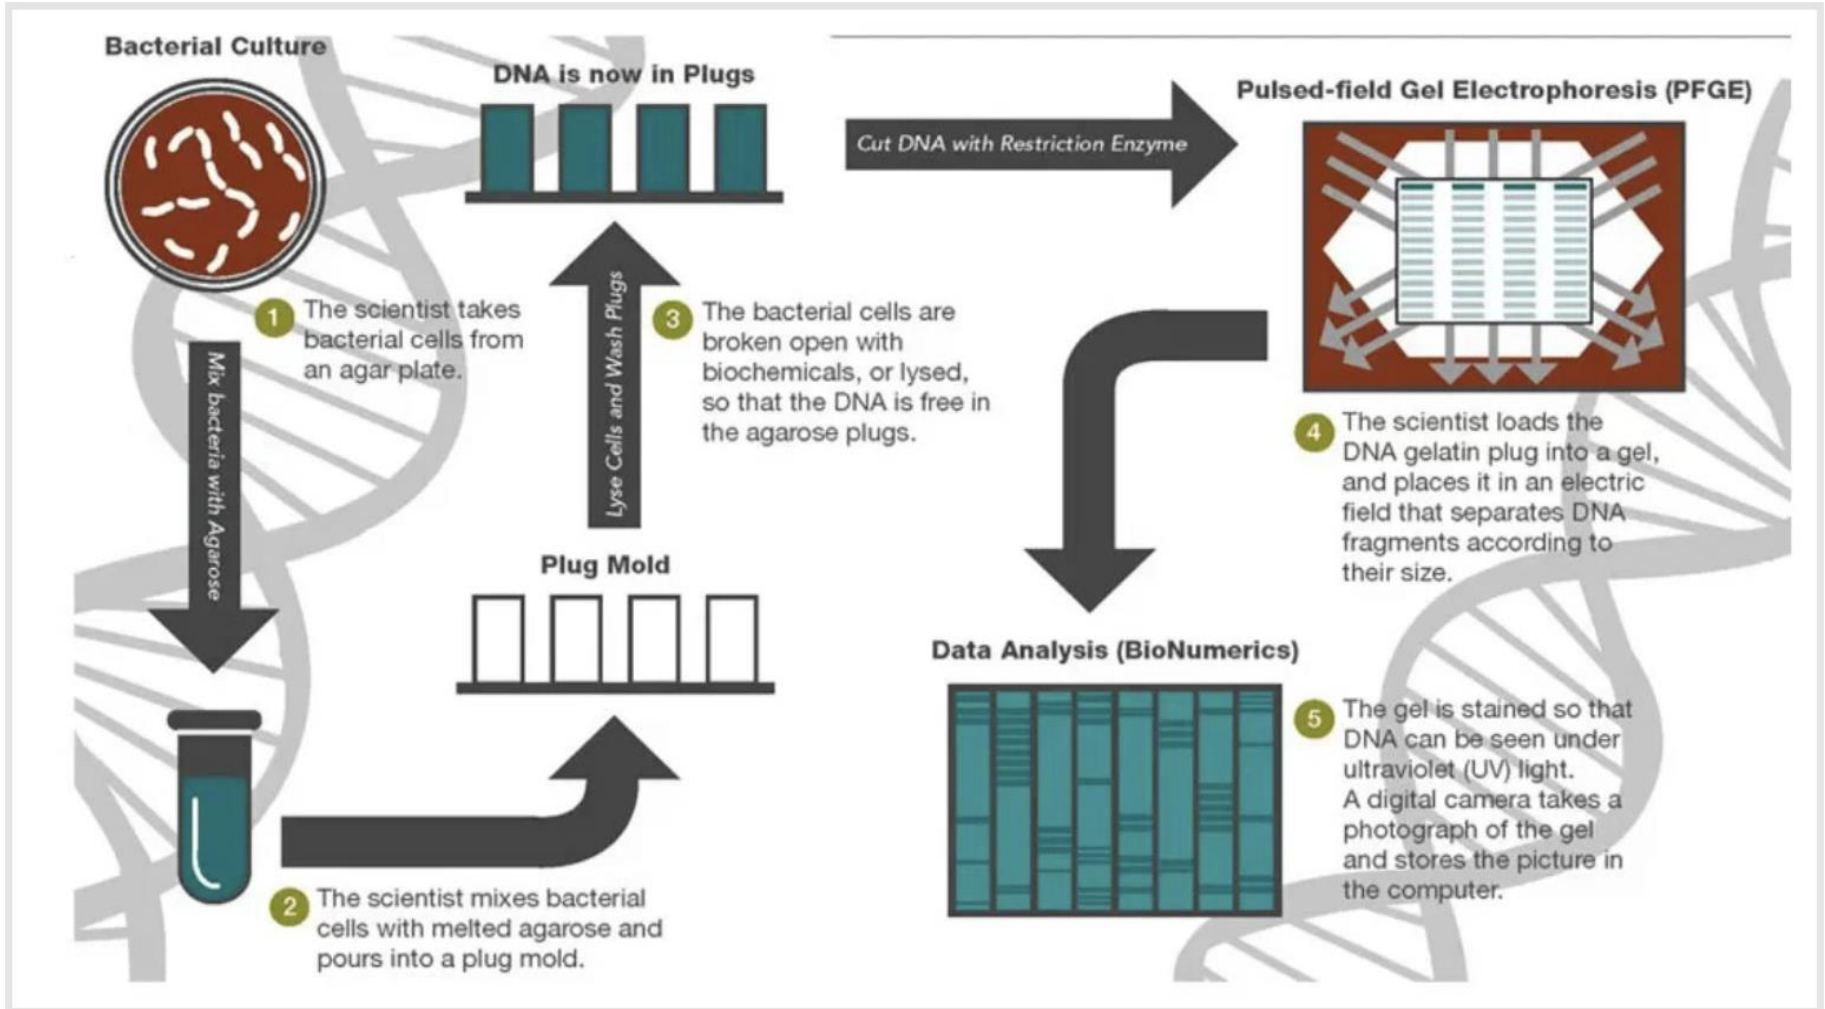 Bacterial Culture
1 The scientist takes
bacterial cells from
an agar plate.
Mix bacteria with Agarose
2 The scientist mixes bacterial
cells with melted agarose and
pours into a plug mold.
Plug Mold
Lyse Cells and Wash Plugs
3 The bacterial cells are
broken open with
biochemicals, or lysed,
so that the DNA is free in
the agarose plugs.
DNA is now in Plugs
Cut DNA with Restriction Enzyme
Pulsed-field Gel Electrophoresis (PFGE)
4 The scientist loads the
DNA gelatin plug into a gel,
and places it in an electric
field that separates DNA
fragments according to
their size.
Data Analysis (BioNumerics)
5 The gel is stained so that
DNA can be seen under
ultraviolet (UV) light.
A digital camera takes a
photograph of the gel
and stores the picture in
the computer.